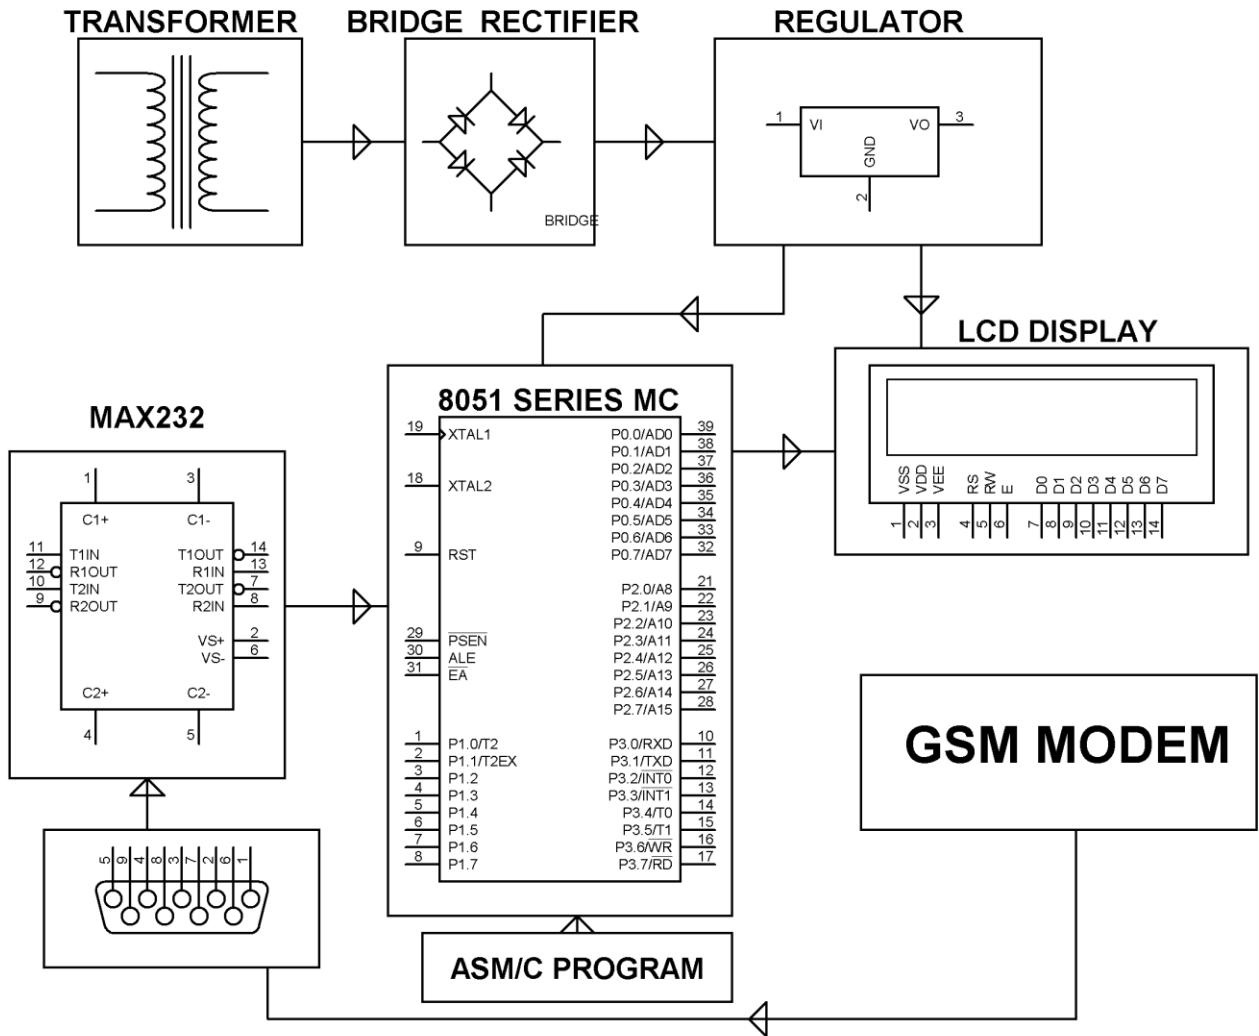 TRANSFORMER
BRIDGE RECTIFIER
REGULATOR
BRIDGE
1
VI
VO
3
GND
2
LCD DISPLAY
VSS
VDD
VEE
RS
RW
E
D0
D1
D2
D3
D4
D5
D6
D7
1
2
3
4
5
6
7
8
9
10
11
12
13
14
MAX232
1
3
C1+
C1-
11
T1IN
T1OUT
14
12
R1OUT
R1IN
13
10
T2IN
T2OUT
7
9
R2OUT
R2IN
8
VS+
2
VS-
6
C2+
C2-
4
5
8051 SERIES MC
19
XTAL1
18
XTAL2
9
RST
29
PSEN
30
ALE
31
EA
1
P1.0/T2
2
P1.1/T2EX
3
P1.2
4
P1.3
5
P1.4
6
P1.5
7
P1.6
8
P1.7
P0.0/AD0
39
P0.1/AD1
38
P0.2/AD2
37
P0.3/AD3
36
P0.4/AD4
35
P0.5/AD5
34
P0.6/AD6
33
P0.7/AD7
32
P2.0/A8
21
P2.1/A9
22
P2.2/A10
23
P2.3/A11
24
P2.4/A12
25
P2.5/A13
26
P2.6/A14
27
P2.7/A15
28
P3.0/RXD
10
P3.1/TXD
11
P3.2/INT0
12
P3.3/INT1
13
P3.4/T0
14
P3.5/T1
15
P3.6/WR
16
P3.7/RD
17
GSM MODEM
5
9
4
8
3
7
2
6
1
ASM/C PROGRAM